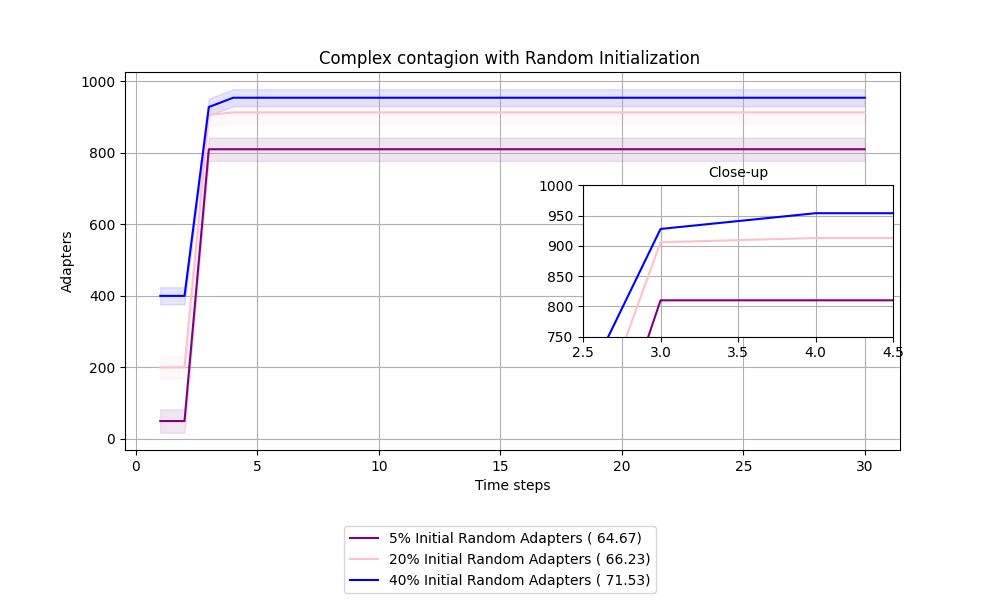 Complex contagion with Random Initialization
1000
800
600
400
200
0
Adapters
0 5 10 15 20 25 30
Time steps
Close-up
1000
950
900
850
800
750
2.5 3.0 3.5 4.0 4.5
5% Initial Random Adapters ( 64.67)
20% Initial Random Adapters ( 66.23)
40% Initial Random Adapters ( 71.53)